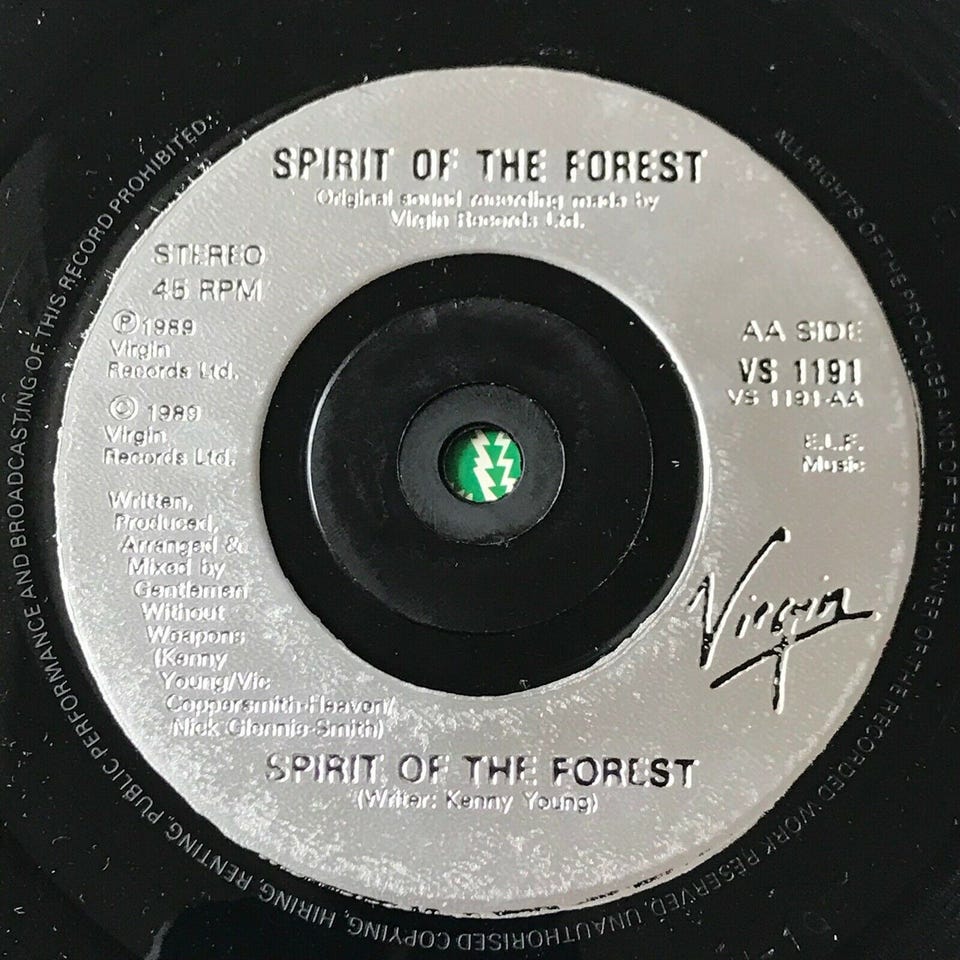 SPIRIT OF THE FOREST
Original sound recording made by
Virgin Records Ltd.
STEREO
45 RPM
Ⓟ1989
Virgin
Records Ltd.
© 1989
Virgin
Records Ltd.
Written,
Produced,
Arranged &
Mixed by
Gentlemen
Without
Weapons
(Kenny
Young/Vic
Coppersmith-Heaven/
Nick Glennie-Smith)
AA SIDE
VS 1191
VS 1191-AA
E.L.F.
Music
Virgin
SPIRIT OF THE FOREST
(Writer: Kenny Young)
ALL RIGHTS OF THE PRODUCER AND OF THE OWNER OF THE RECORDED WORK RESERVED. UNAUTHORISED COPYING, HIRING, RENTING, PUBLIC PERFORMANCE AND BROADCASTING OF THIS RECORD PROHIBITED.